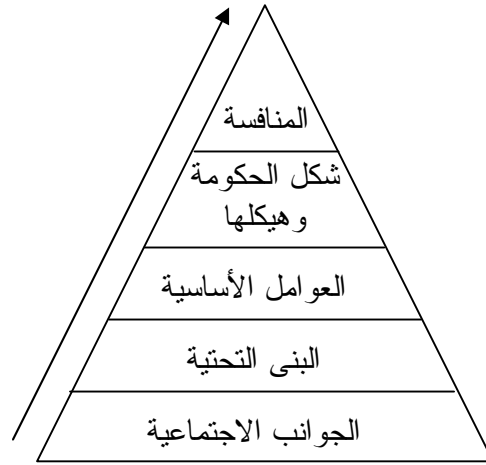 المنافسة
شكل الحكومة
وهيكلها
العوامل الأساسية
البنى التحتية
الجوانب الاجتماعية